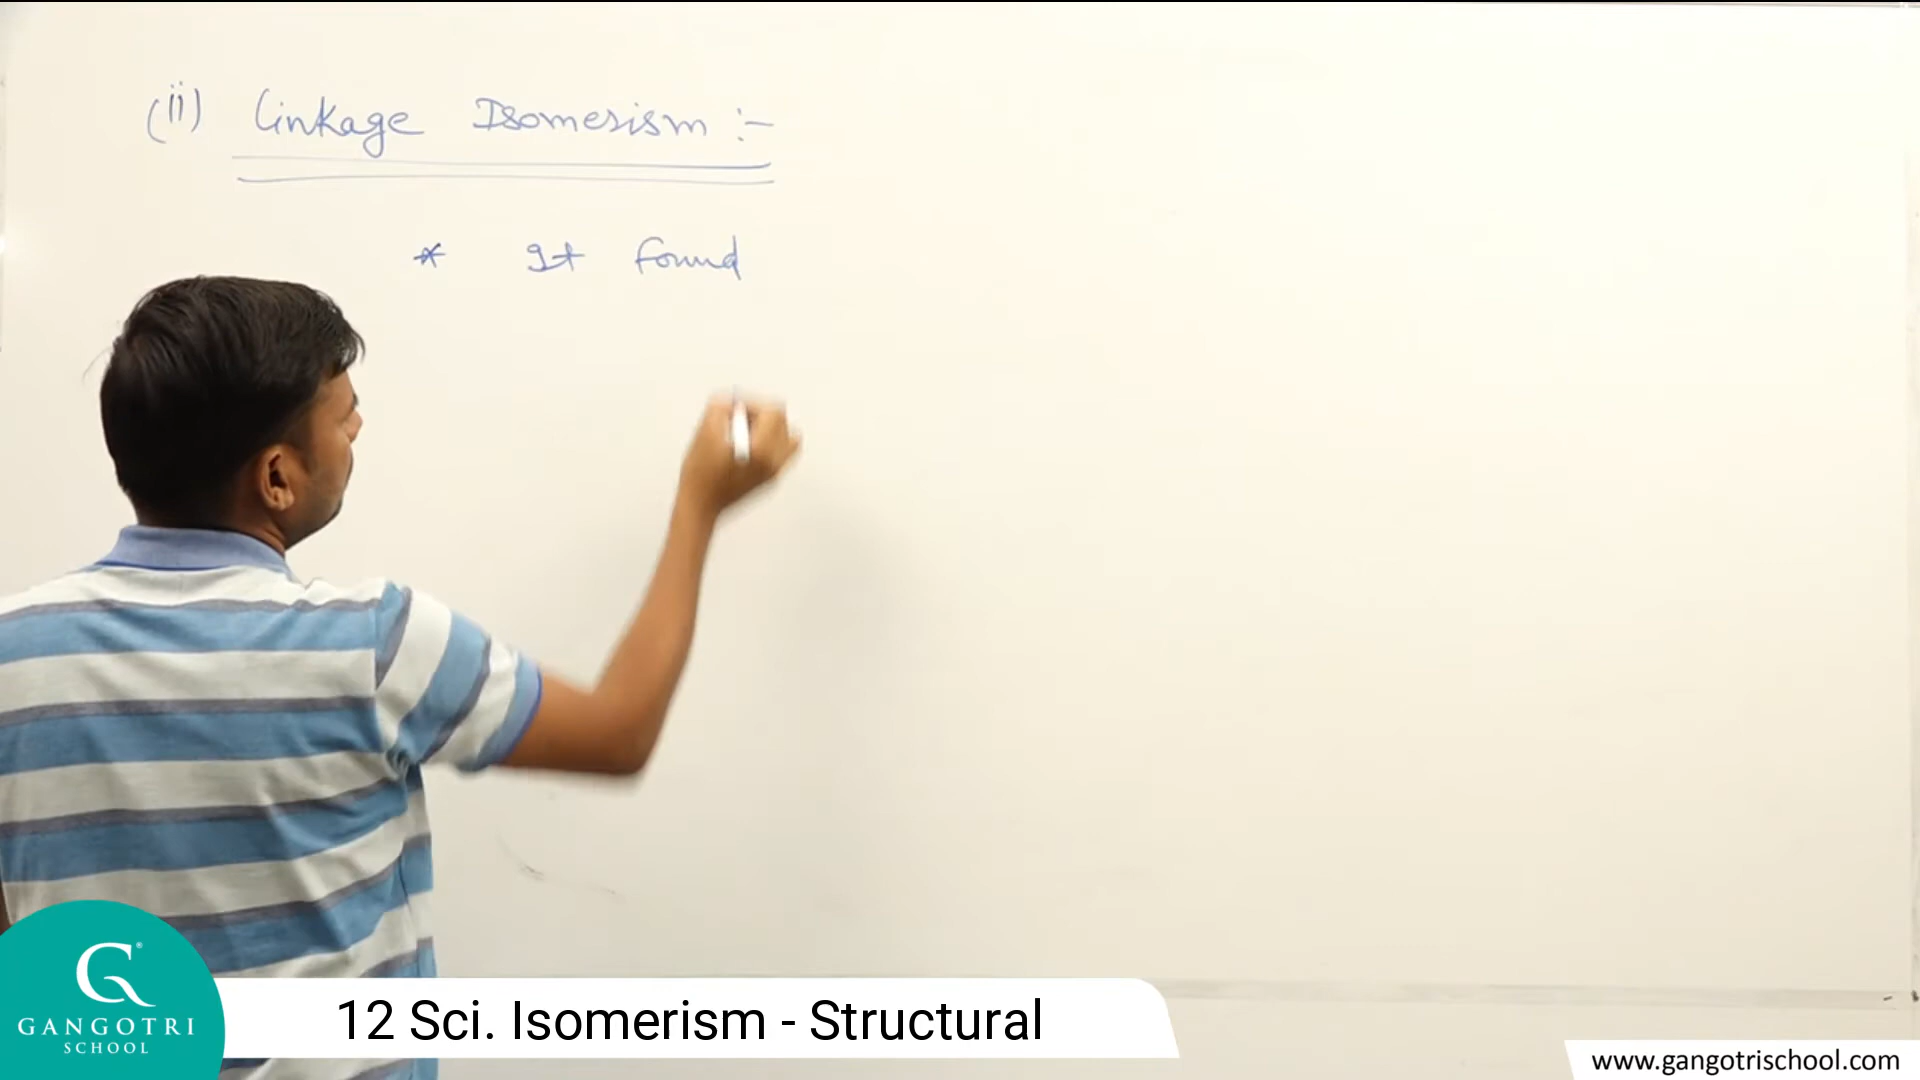 (ii) Linkage Isomerism :-
* It found
GANGOTRI
SCHOOL
12 Sci. Isomerism - Structural
www.gangotrischool.com